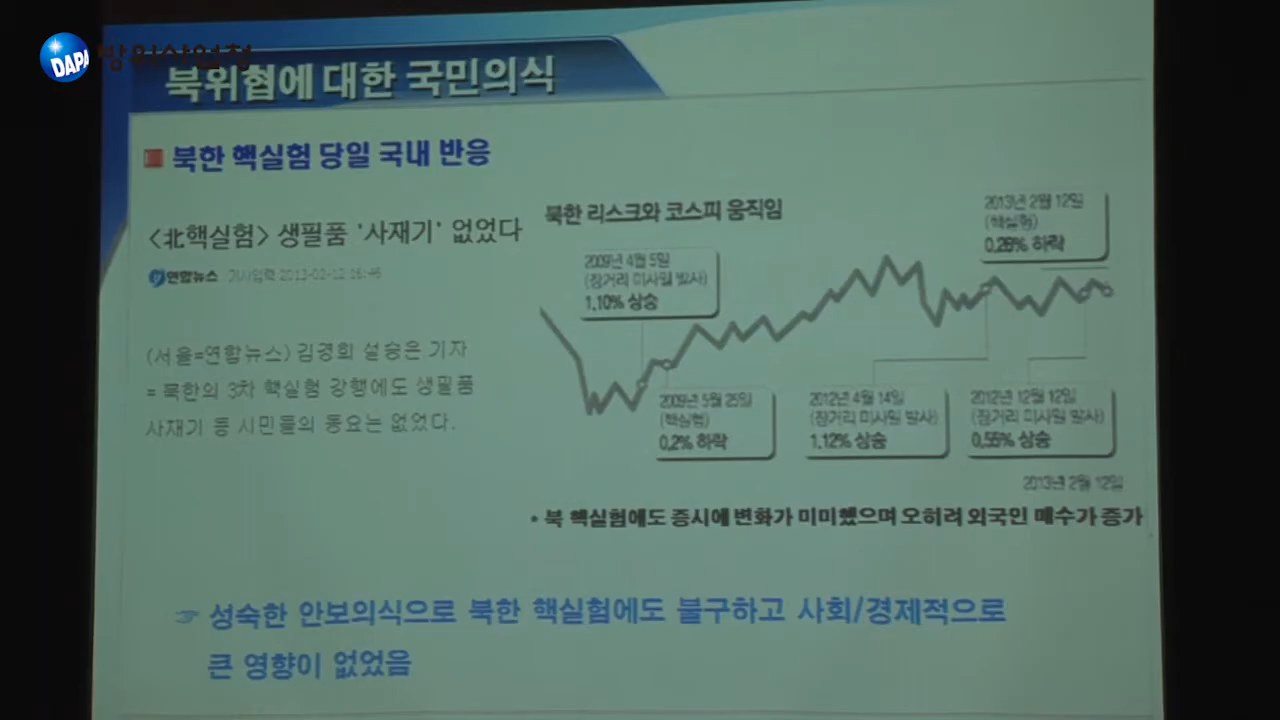 DAPA 방위사업청
북위협에 대한 국민의식
북한 핵실험 당일 국내 반응
<北핵실험> 생필품 '사재기' 없었다
연합뉴스 기사입력 2013-02-12 16:46
(서울=연합뉴스) 김경희 설승은 기자
= 북한의 3차 핵실험 강행에도 생필품
사재기 등 시민들의 동요는 없었다.
북한 리스크와 코스피 움직임
2009년 4월 5일
(장거리 미사일 발사)
1.10% 상승
2013년 2월 12일
(핵실험)
0.26% 하락
2009년 5월 25일
(핵실험)
0.2% 하락
2012년 4월 14일
(장거리 미사일 발사)
1.12% 상승
2012년 12월 12일
(장거리 미사일 발사)
0.55% 상승
2013년 2월 12일
* 북 핵실험에도 증시에 변화가 미미했으며 오히려 외국인 매수가 증가
☞ 성숙한 안보의식으로 북한 핵실험에도 불구하고 사회/경제적으로
큰 영향이 없었음